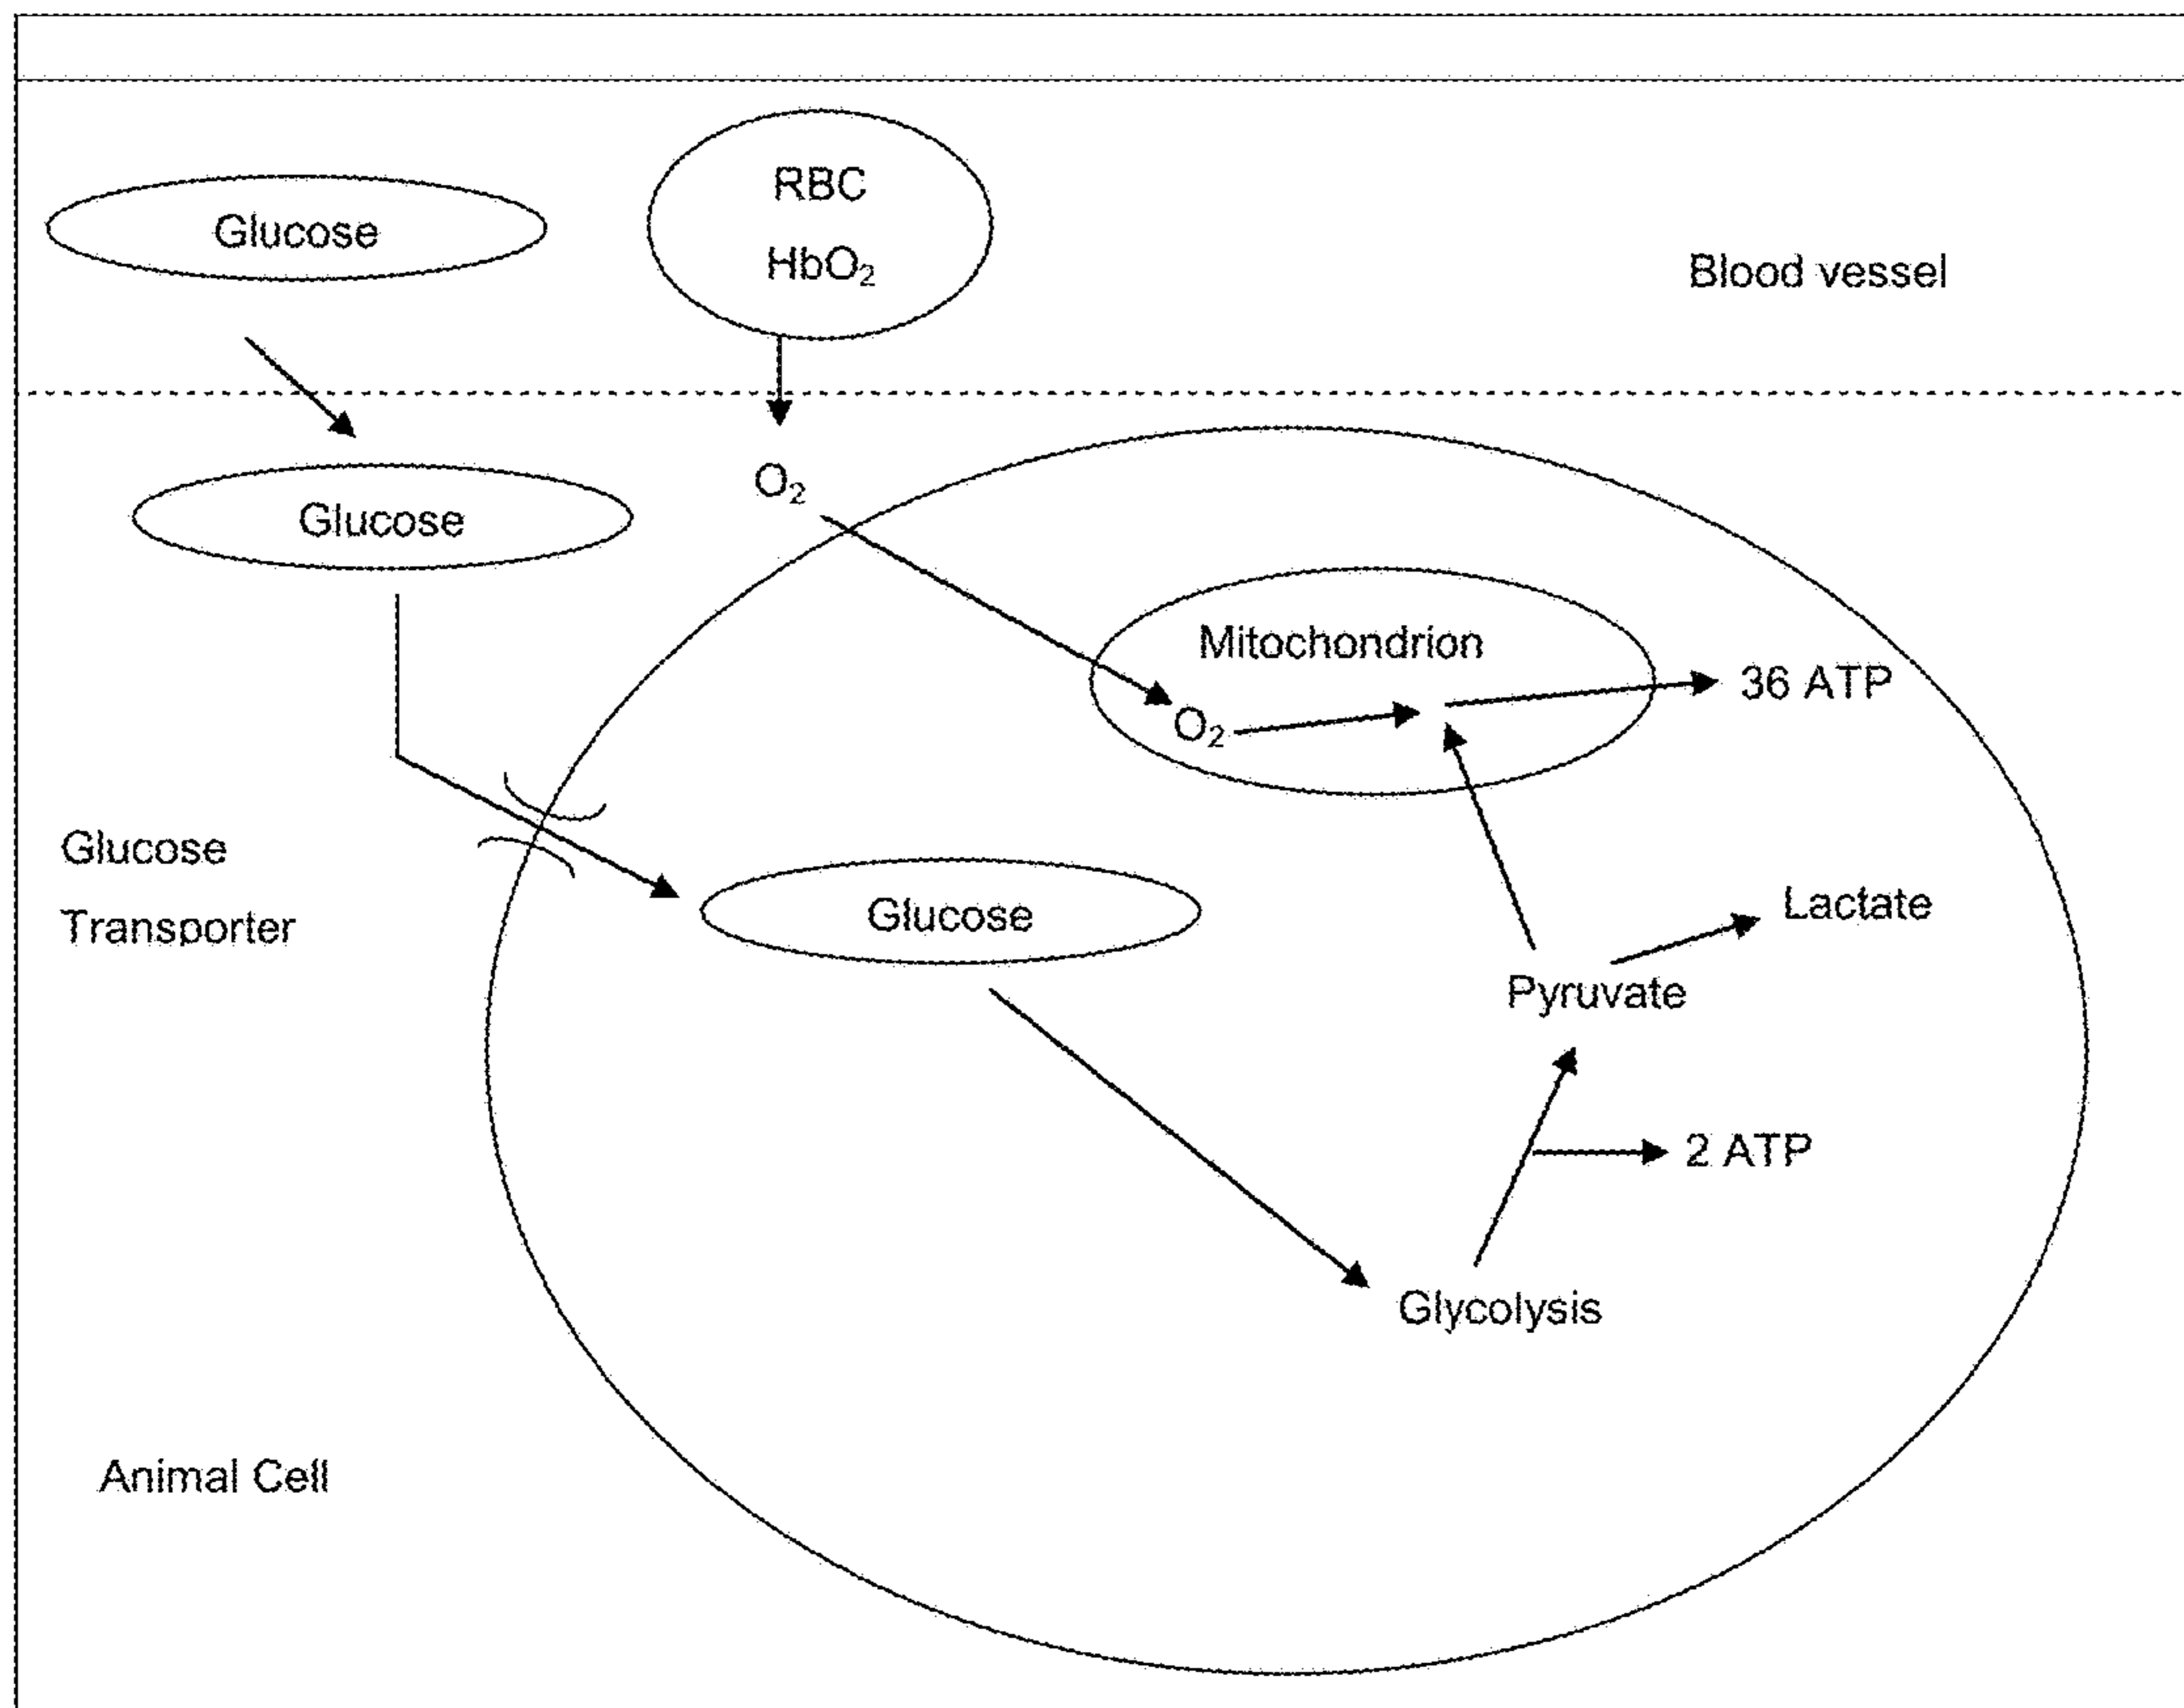 RBC
Glucose
HbO₂
Blood vessel
O₂
Glucose
Mitochondrion
36 ATP
O₂
Glucose
Transporter
Glucose
Lactate
Pyruvate
2 ATP
Glycolysis
Animal Cell